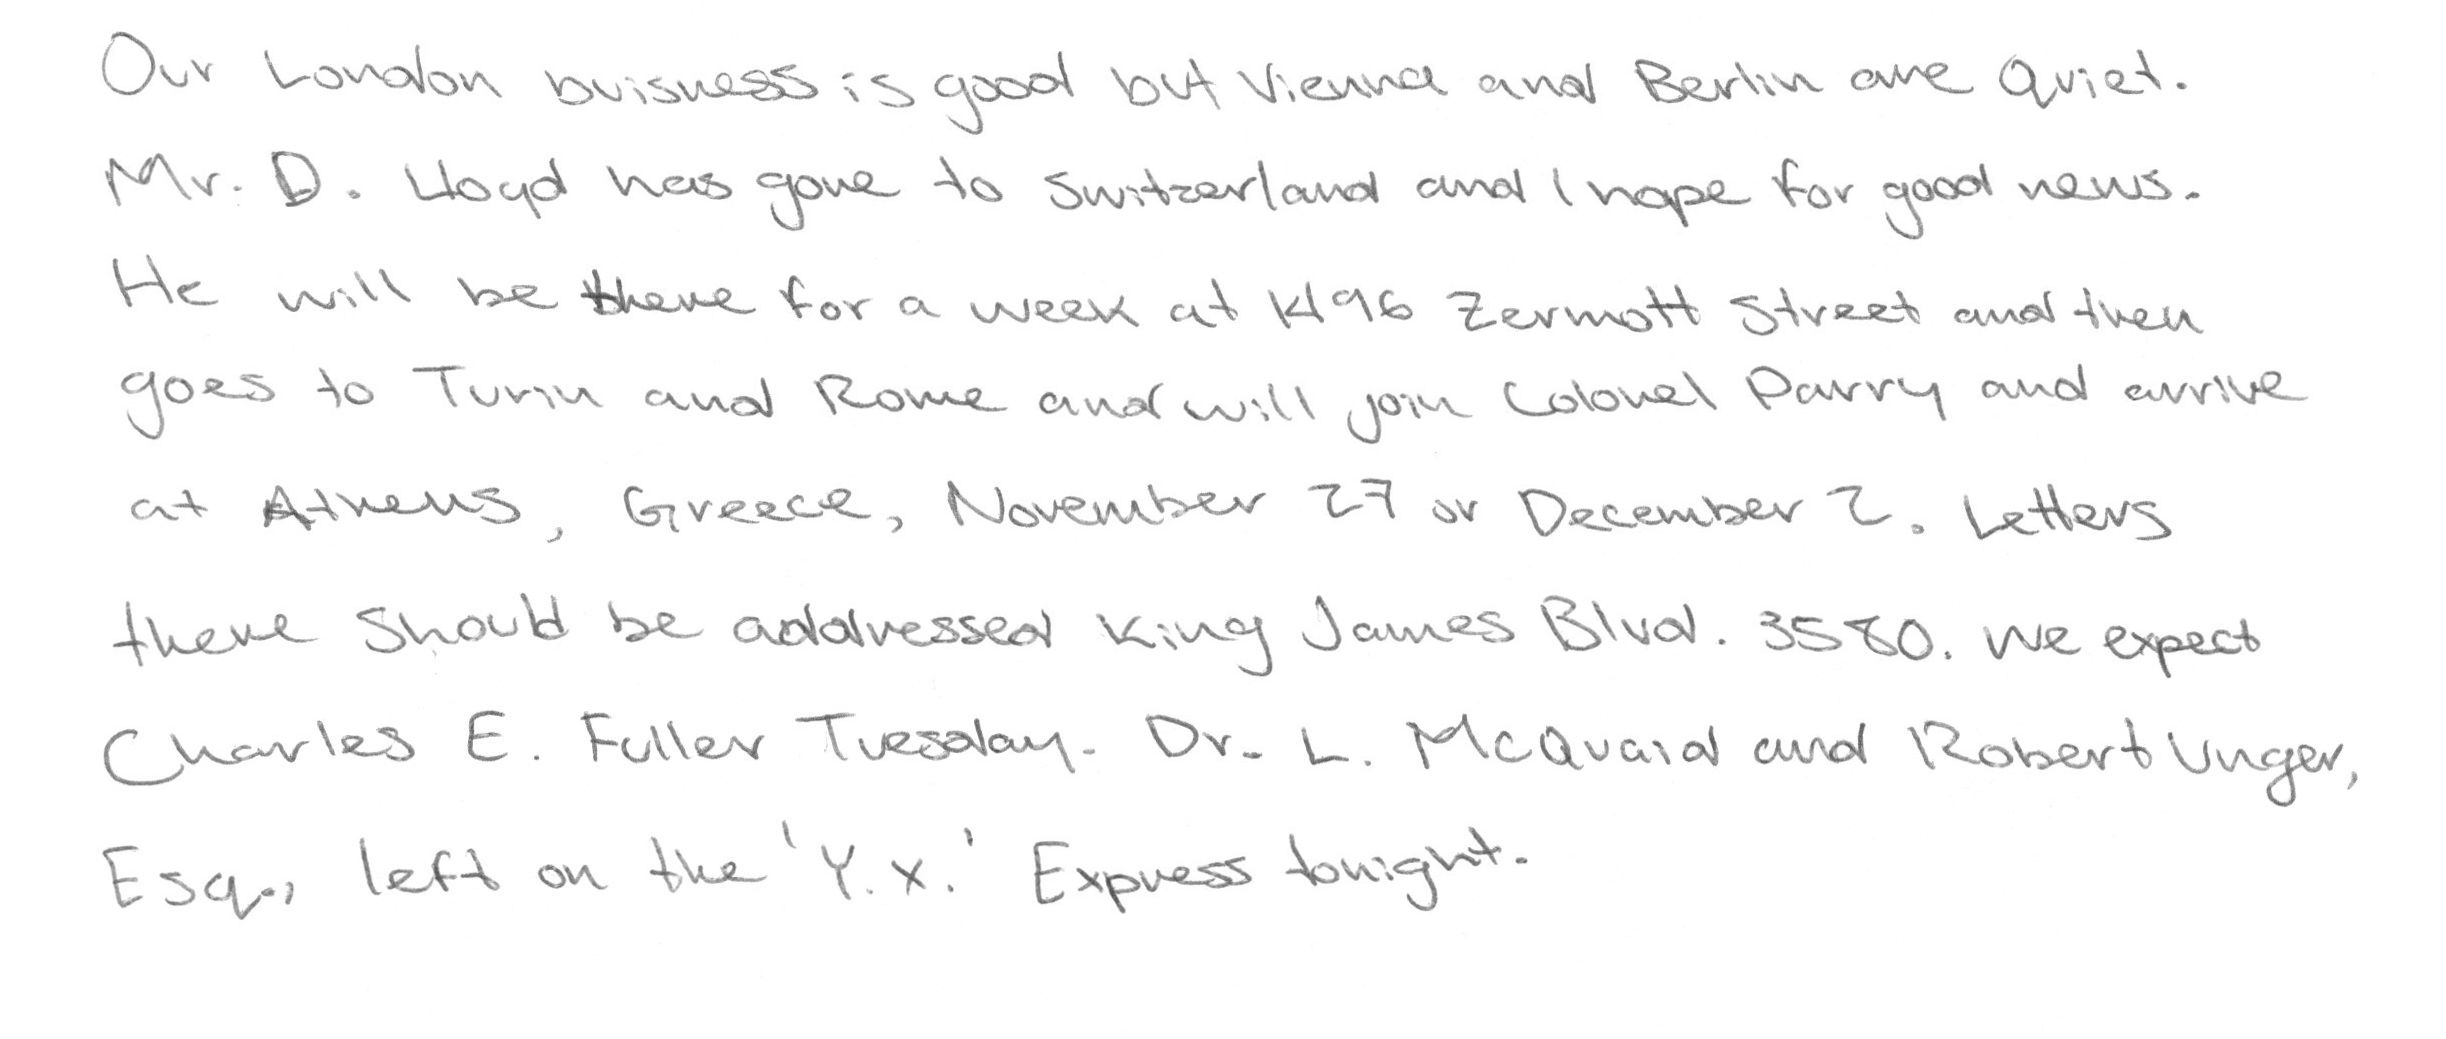 Our London buisness is good but Vienna and Berlin are Quiet.
Mr. D. Lloyd has gone to Switzerland and I hope for good news.
He will be there for a week at 1496 Zermott Street and then
goes to Turin and Rome and will join Colonel Parry and arrive
at Athens, Greece, November 27 or December 2. Letters
there should be addressed King James Blvd. 3580. We expect
Charles E. Fuller Tuesday. Dr. L. McQuaid and Robert Unger,
Esq., left on the 'Y.X.' Express tonight.